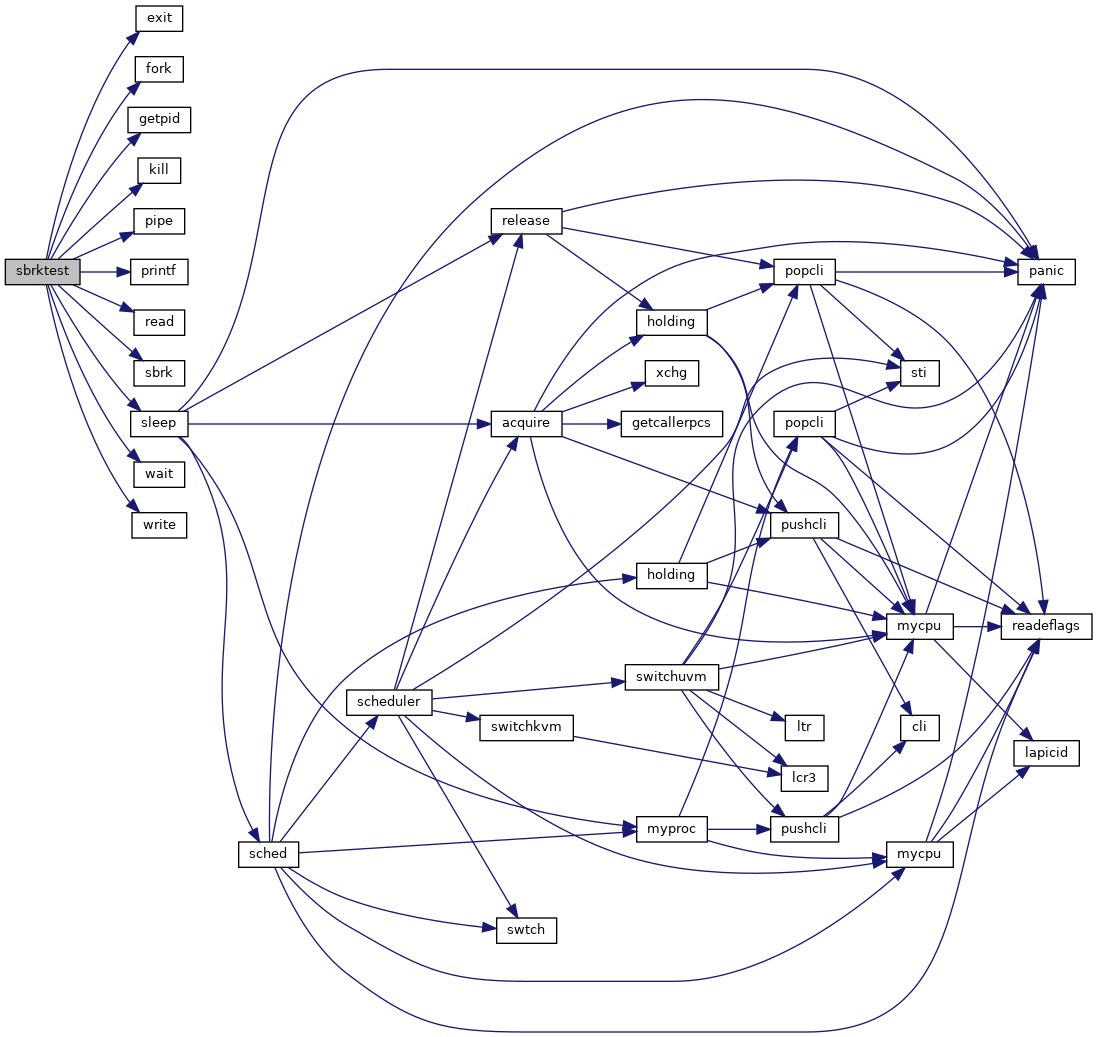 sbrktest
exit
fork
getpid
kill
pipe
printf
read
sbrk
sleep
wait
write
sched
scheduler
release
acquire
switchkvm
swtch
holding
xchg
getcallerpcs
holding
switchuvm
myproc
popcli
popcli
pushcli
ltr
lcr3
pushcli
sti
mycpu
cli
mycpu
panic
readeflags
lapicid